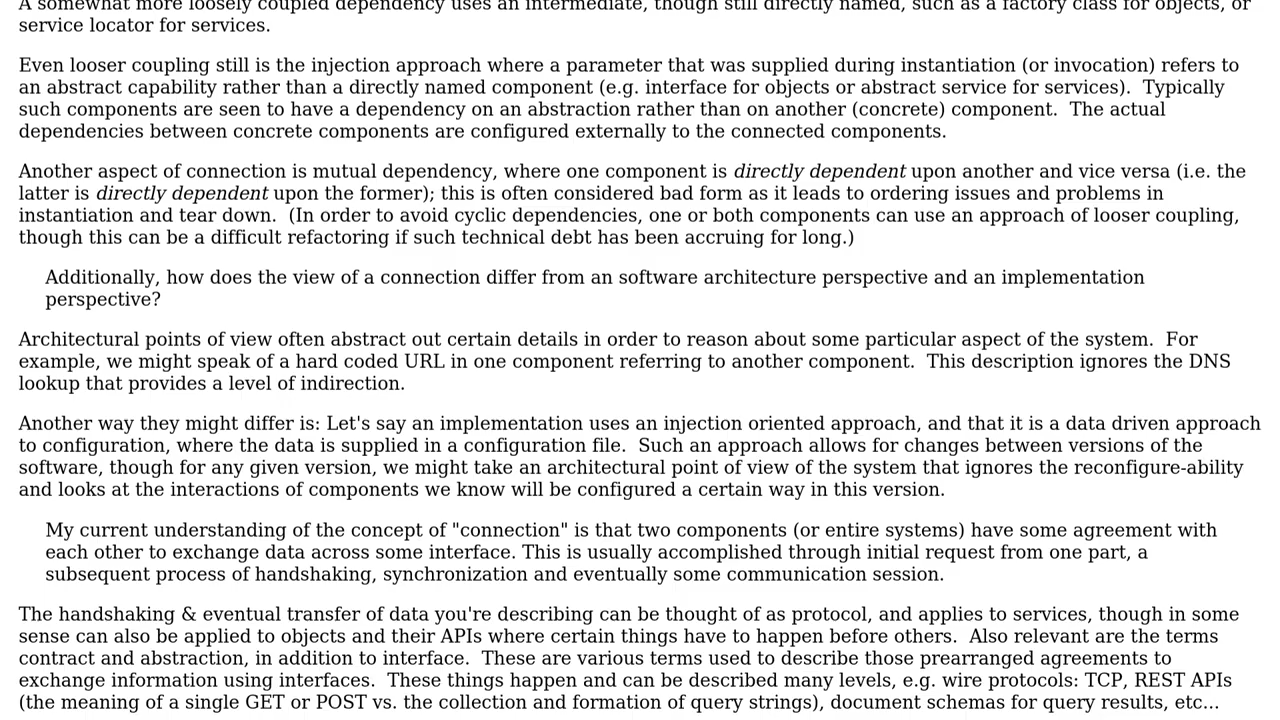 A somewhat more loosely coupled dependency uses an intermediate, though still directly named, such as a factory class for objects, or
service locator for services.
Even looser coupling still is the injection approach where a parameter that was supplied during instantiation (or invocation) refers to
an abstract capability rather than a directly named component (e.g. interface for objects or abstract service for services).  Typically
such components are seen to have a dependency on an abstraction rather than on another (concrete) component.  The actual
dependencies between concrete components are configured externally to the connected components.
Another aspect of connection is mutual dependency, where one component is directly dependent upon another and vice versa (i.e. the
latter is directly dependent upon the former); this is often considered bad form as it leads to ordering issues and problems in
instantiation and tear down.  (In order to avoid cyclic dependencies, one or both components can use an approach of looser coupling,
though this can be a difficult refactoring if such technical debt has been accruing for long.)
Additionally, how does the view of a connection differ from an software architecture perspective and an implementation
perspective?
Architectural points of view often abstract out certain details in order to reason about some particular aspect of the system.  For
example, we might speak of a hard coded URL in one component referring to another component.  This description ignores the DNS
lookup that provides a level of indirection.
Another way they might differ is: Let's say an implementation uses an injection oriented approach, and that it is a data driven approach
to configuration, where the data is supplied in a configuration file.  Such an approach allows for changes between versions of the
software, though for any given version, we might take an architectural point of view of the system that ignores the reconfigure-ability
and looks at the interactions of components we know will be configured a certain way in this version.
My current understanding of the concept of "connection" is that two components (or entire systems) have some agreement with
each other to exchange data across some interface. This is usually accomplished through initial request from one part, a
subsequent process of handshaking, synchronization and eventually some communication session.
The handshaking & eventual transfer of data you're describing can be thought of as protocol, and applies to services, though in some
sense can also be applied to objects and their APIs where certain things have to happen before others.  Also relevant are the terms
contract and abstraction, in addition to interface.  These are various terms used to describe those prearranged agreements to
exchange information using interfaces.  These things happen and can be described many levels, e.g. wire protocols: TCP, REST APIs
(the meaning of a single GET or POST vs. the collection and formation of query strings), document schemas for query results, etc...